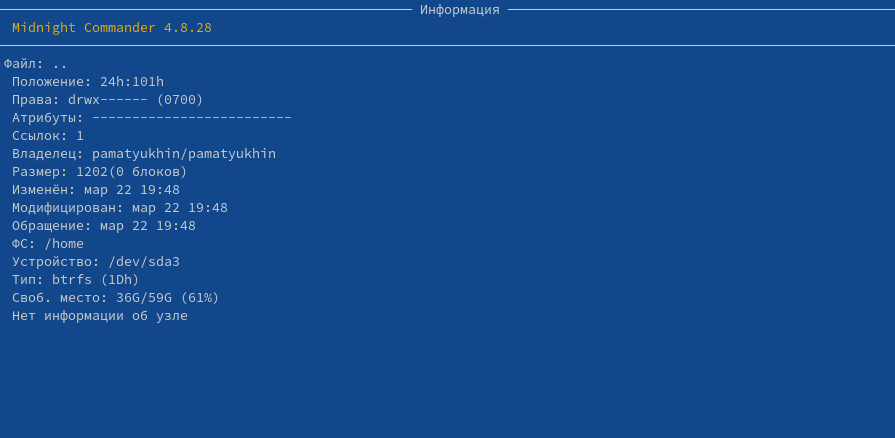 Информация
Midnight Commander 4.8.28
Файл: ..
Положение: 24h:101h
Права: drwx------ (0700)
Атрибуты: -------------------------
Ссылок: 1
Владелец: pamatyukhin/pamatyukhin
Размер: 1202(0 блоков)
Изменён: мар 22 19:48
Модифицирован: мар 22 19:48
Обращение: мар 22 19:48
ФС: /home
Устройство: /dev/sda3
Тип: btrfs (1Dh)
Своб. место: 36G/59G (61%)
Нет информации об узле